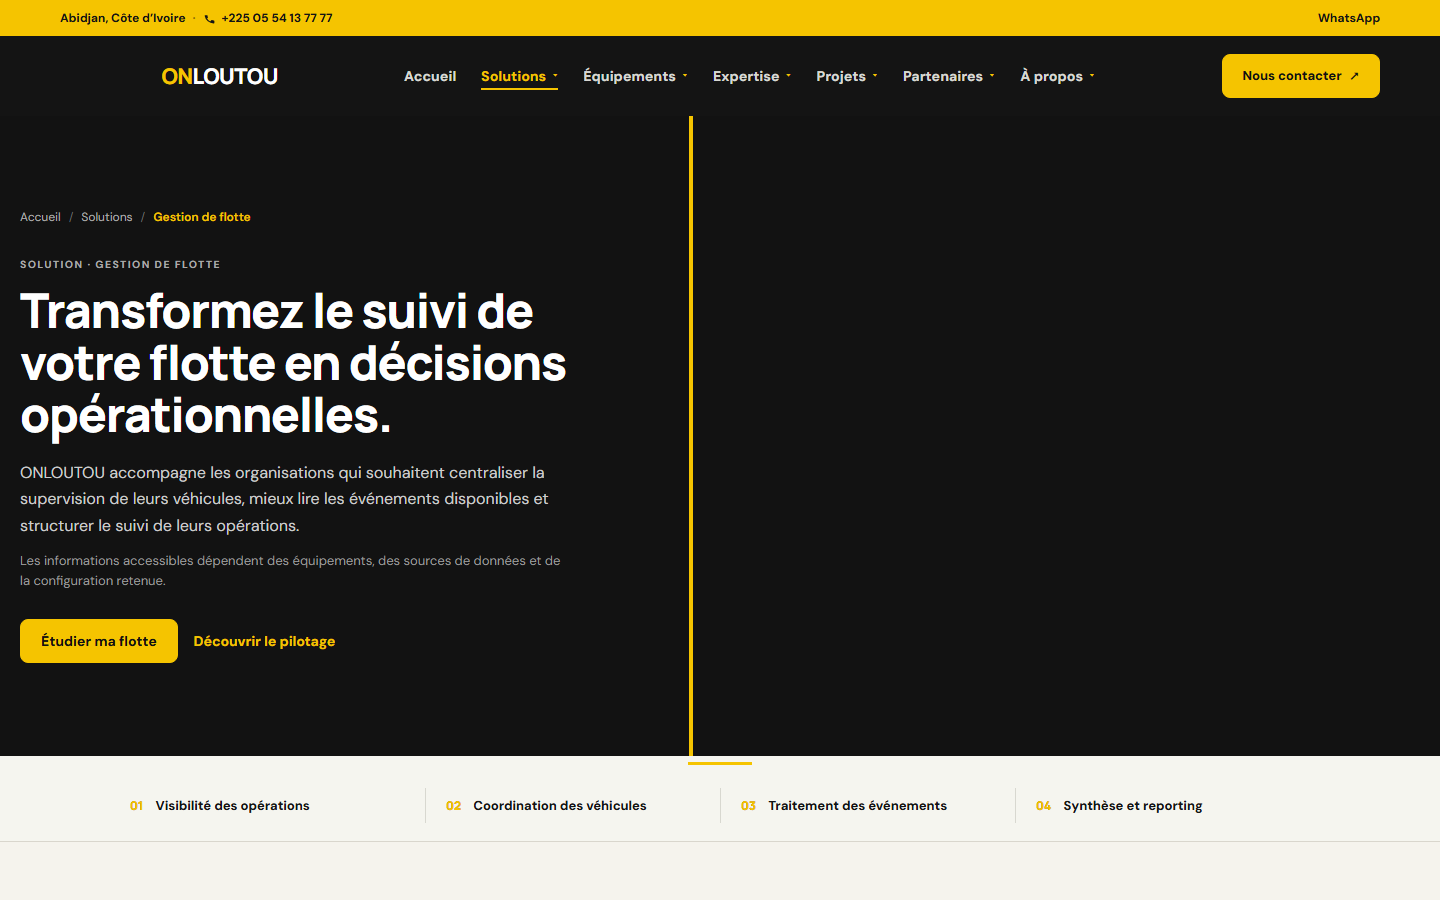 Abidjan, Côte d’Ivoire · +225 05 54 13 77 77
WhatsApp
ONLOUTOU
Accueil
Solutions
Équipements
Expertise
Projets
Partenaires
À propos
Nous contacter ↗
Accueil / Solutions / Gestion de flotte
SOLUTION · GESTION DE FLOTTE
Transformez le suivi de
votre flotte en décisions
opérationnelles.
ONLOUTOU accompagne les organisations qui souhaitent centraliser la
supervision de leurs véhicules, mieux lire les événements disponibles et
structurer le suivi de leurs opérations.
Les informations accessibles dépendent des équipements, des sources de données et de
la configuration retenue.
Étudier ma flotte
Découvrir le pilotage
01 Visibilité des opérations
02 Coordination des véhicules
03 Traitement des événements
04 Synthèse et reporting